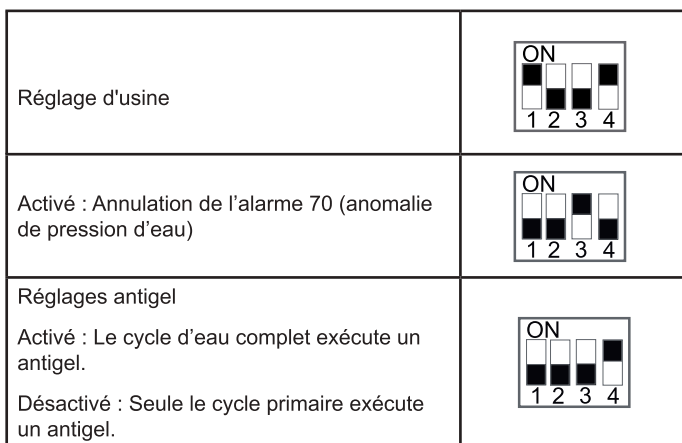 Réglage d'usine
ON
1 2 3 4
Activé : Annulation de l’alarme 70 (anomalie
de pression d’eau)
ON
1 2 3 4
Réglages antigel
Activé : Le cycle d’eau complet exécute un
antigel.
Désactivé : Seule le cycle primaire exécute
un antigel.
ON
1 2 3 4